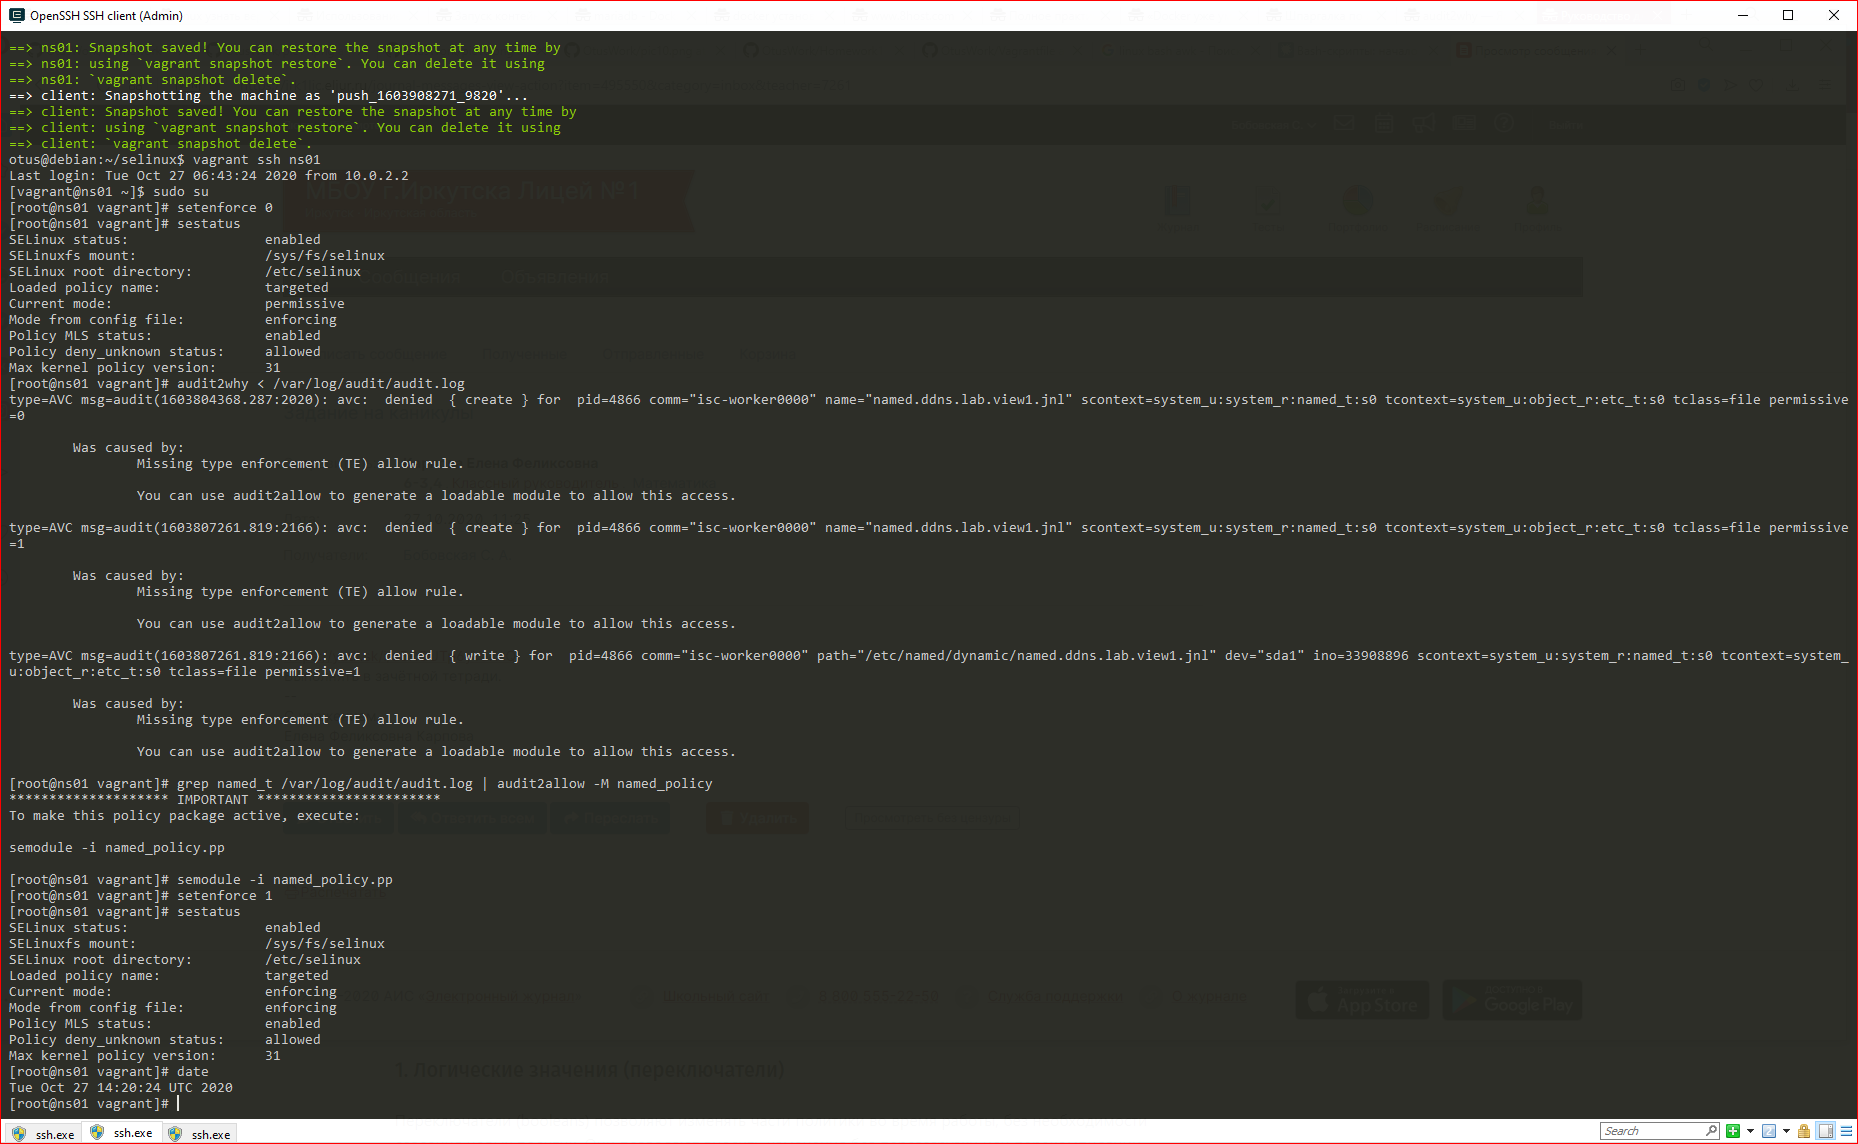 OpenSSH SSH client (Admin)
==> ns01: Snapshot saved! You can restore the snapshot at any time by
==> ns01: using `vagrant snapshot restore`. You can delete it using
==> ns01: `vagrant snapshot delete`.
==> client: Snapshotting the machine as 'push_1603908271_9820'...
==> client: Snapshot saved! You can restore the snapshot at any time by
==> client: using `vagrant snapshot restore`. You can delete it using
==> client: `vagrant snapshot delete`.
otus@debian:~/selinux$ vagrant ssh ns01
Last login: Tue Oct 27 06:43:24 2020 from 10.0.2.2
[vagrant@ns01 ~]$ sudo su
МБОУ г.Иркутска Лицей №1
[root@ns01 vagrant]# setenforce 0
[root@ns01 vagrant]# sestatus
SELinux status:                 enabled
SELinuxfs mount:                /sys/fs/selinux
SELinux root directory:         /etc/selinux
Сообщения Объявления
Loaded policy name:             targeted
Current mode:                   permissive
Mode from config file:          enforcing
Policy MLS status:              enabled
Policy deny_unknown status:     allowed
Max kernel policy version:      31
[root@ns01 vagrant]# audit2why < /var/log/audit/audit.log
type=AVC msg=audit(1603804368.287:2020): avc:  denied  { create } for  pid=4866 comm="isc-worker0000" name="named.ddns.lab.view1.jnl" scontext=system_u:system_r:named_t:s0 tcontext=system_u:object_r:etc_t:s0 tclass=file permissive
=0
Was caused by:
Missing type enforcement (TE) allow rule.
You can use audit2allow to generate a loadable module to allow this access.
type=AVC msg=audit(1603807261.819:2166): avc:  denied  { create } for  pid=4866 comm="isc-worker0000" name="named.ddns.lab.view1.jnl" scontext=system_u:system_r:named_t:s0 tcontext=system_u:object_r:etc_t:s0 tclass=file permissive
=1
Was caused by:
Missing type enforcement (TE) allow rule.
You can use audit2allow to generate a loadable module to allow this access.
type=AVC msg=audit(1603807261.819:2166): avc:  denied  { write } for  pid=4866 comm="isc-worker0000" path="/etc/named/dynamic/named.ddns.lab.view1.jnl" dev="sda1" ino=33908896 scontext=system_u:system_r:named_t:s0 tcontext=system_
u:object_r:etc_t:s0 tclass=file permissive=1
Was caused by:
Missing type enforcement (TE) allow rule.
You can use audit2allow to generate a loadable module to allow this access.
[root@ns01 vagrant]# grep named_t /var/log/audit/audit.log | audit2allow -M named_policy
******************** IMPORTANT ***********************
To make this policy package active, execute:
Удалить
semodule -i named_policy.pp
[root@ns01 vagrant]# semodule -i named_policy.pp
[root@ns01 vagrant]# setenforce 1
[root@ns01 vagrant]# sestatus
SELinux status:                 enabled
SELinuxfs mount:                /sys/fs/selinux
SELinux root directory:         /etc/selinux
Loaded policy name:             targeted
Current mode:                   enforcing
App Store
Google Play
Mode from config file:          enforcing
Policy MLS status:              enabled
Policy deny_unknown status:     allowed
Max kernel policy version:      31
[root@ns01 vagrant]# date
1. Логические значения (переключатели)
Tue Oct 27 14:20:24 UTC 2020
[root@ns01 vagrant]#
ssh.exe
ssh.exe
ssh.exe
Search